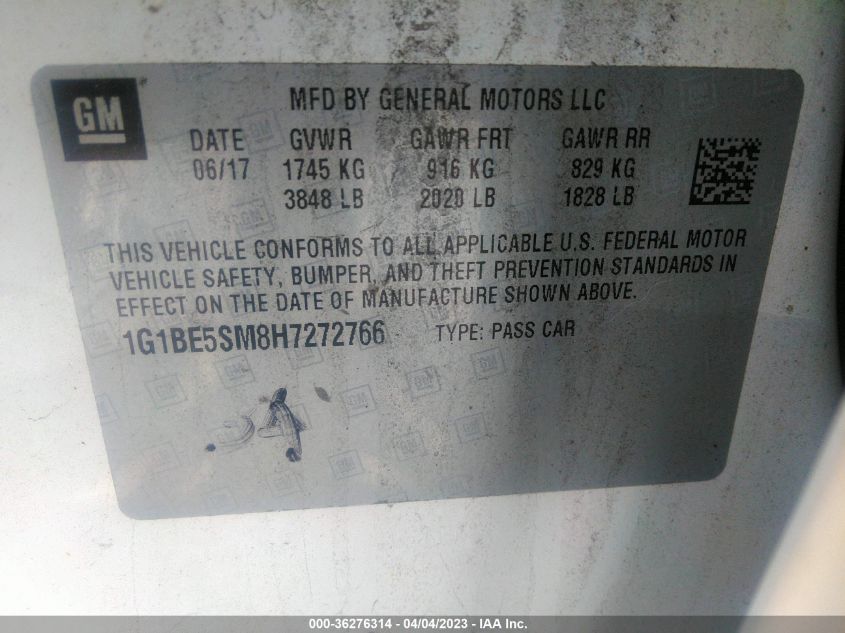 GM
MFD BY GENERAL MOTORS LLC
DATE GVWR GAWR FRT GAWR RR
06/17 1745 KG 916 KG 829 KG
3848 LB 2020 LB 1828 LB
THIS VEHICLE CONFORMS TO ALL APPLICABLE U.S. FEDERAL MOTOR
VEHICLE SAFETY, BUMPER, AND THEFT PREVENTION STANDARDS IN
EFFECT ON THE DATE OF MANUFACTURE SHOWN ABOVE.
1G1BE5SM8H7272766 TYPE: PASS CAR
000-36276314 - 04/04/2023 - IAA Inc.